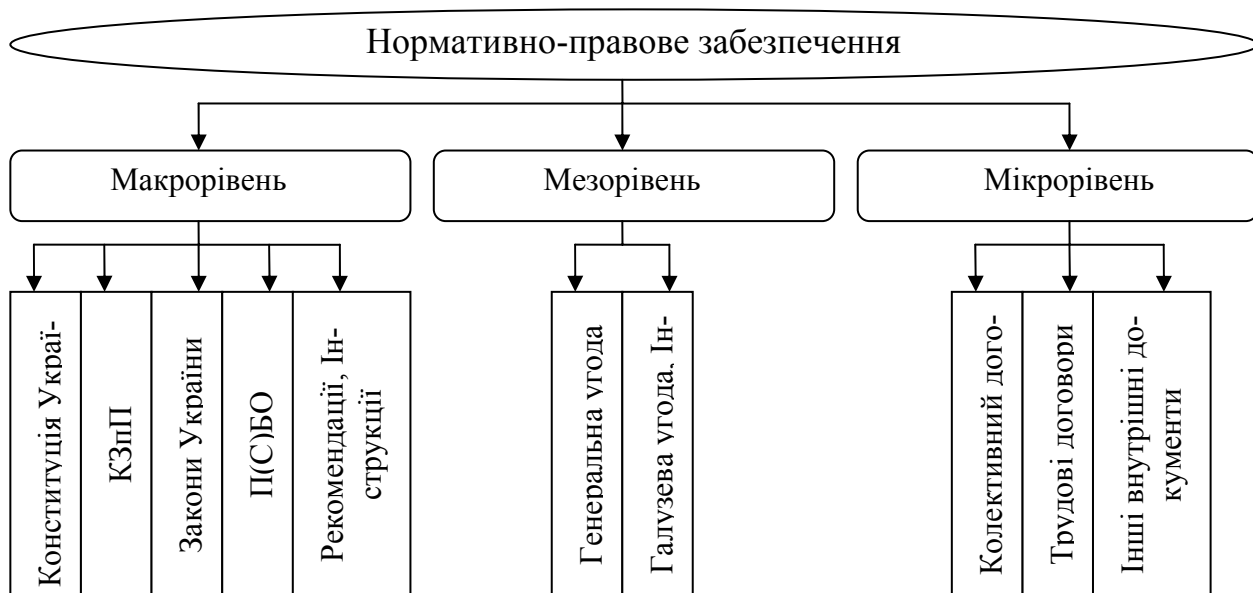 Нормативно-правове забезпечення
Макрорівень
Мезорівень
Мікрорівень
Конституція Украї-
КЗпП
Закони України
П(С)БО
Рекомендації, Ін-
струкції
Генеральна угода
Галузева угода. Ін-
Колективний дого-
Трудові договори
Інші внутрішні до-
кументи